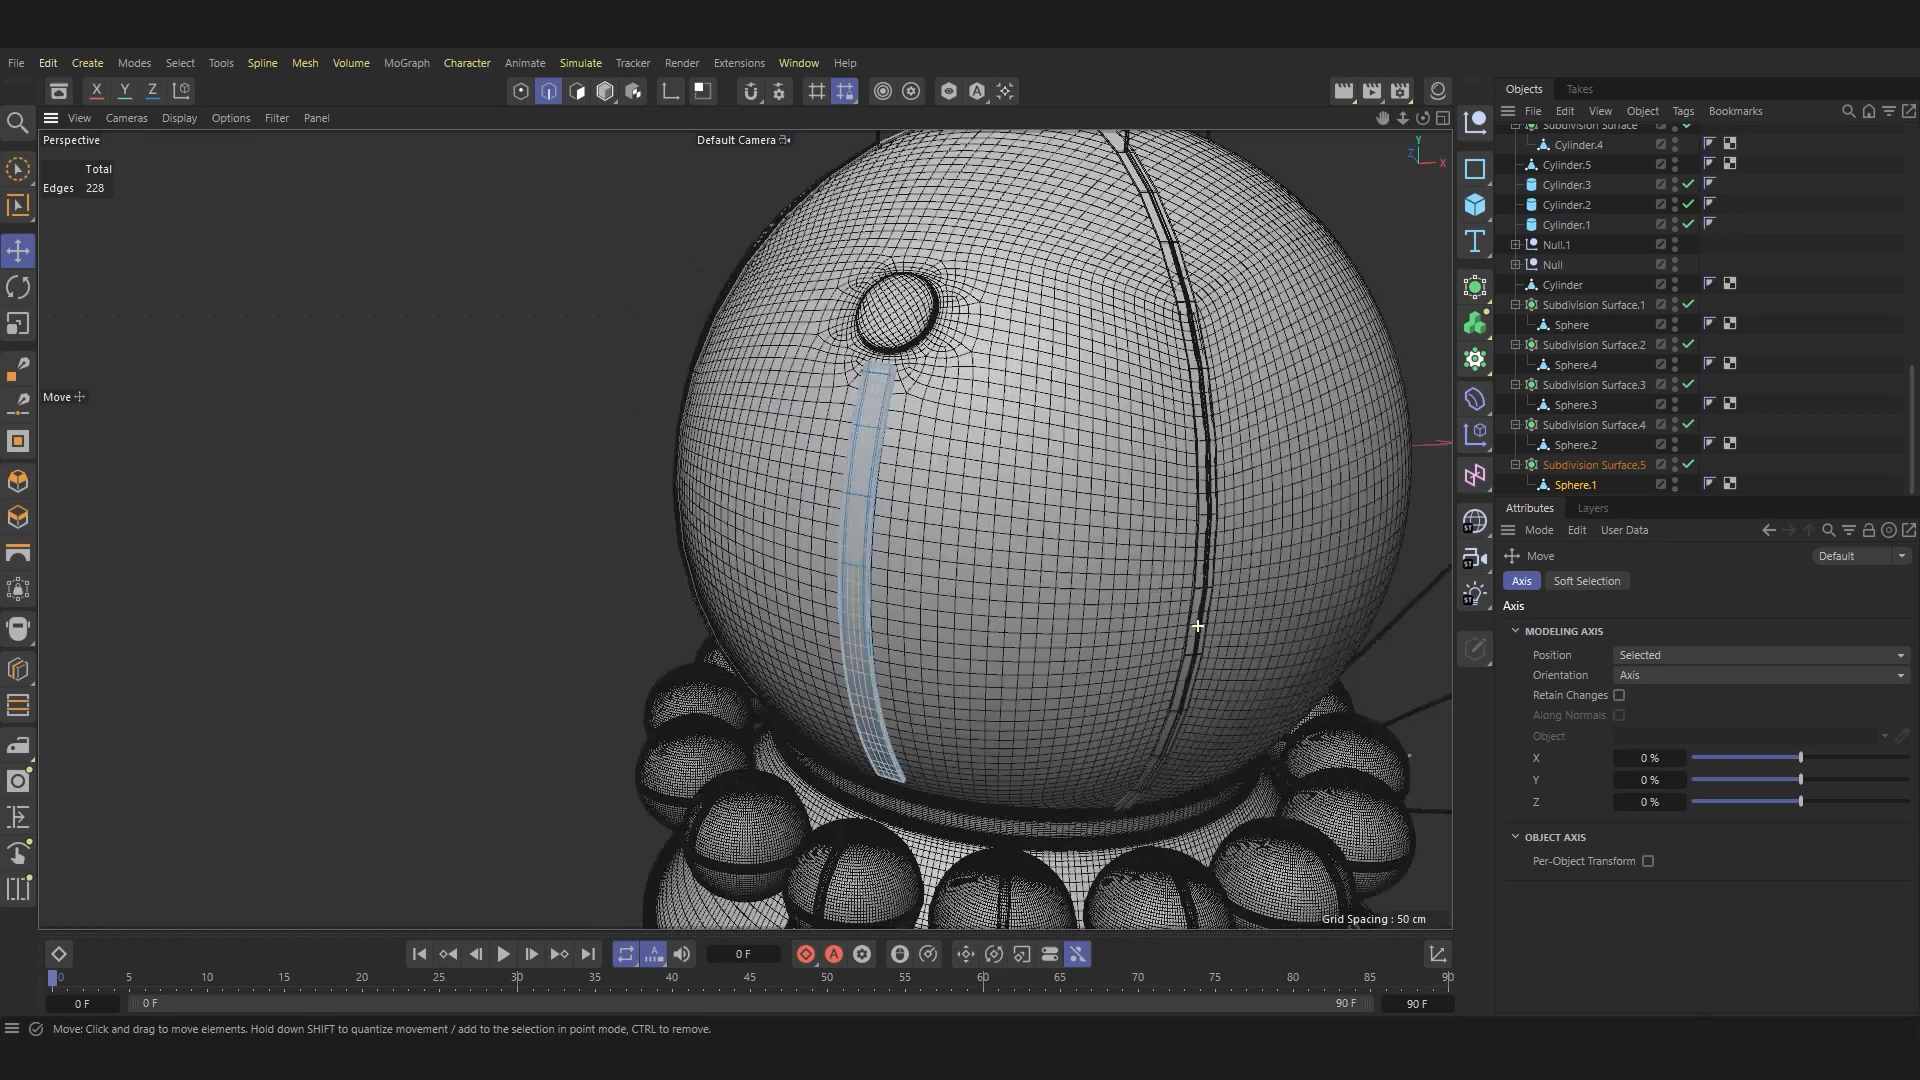 File Edit Create Modes Select Tools Spline Mesh Volume MoGraph Character Animate Simulate Tracker Render Extensions Window Help
X Y Z
View Cameras Display Options Filter Panel
Perspective
Default Camera
Total
Edges 228
Y
Z
X
Move
Grid Spacing : 50 cm
Objects Takes
File Edit View Object Tags Bookmarks
Subdivision Surface
Cylinder.4
Cylinder.5
Cylinder.3
Cylinder.2
Cylinder.1
Null.1
Null
Cylinder
Subdivision Surface.1
Sphere
Subdivision Surface.2
Sphere.4
Subdivision Surface.3
Sphere.3
Subdivision Surface.4
Sphere.2
Subdivision Surface.5
Sphere.1
Attributes Layers
Mode Edit User Data
Move Default
Axis Soft Selection
Axis
MODELING AXIS
Position Selected
Orientation Axis
Retain Changes
Along Normals
Object
X 0 %
Y 0 %
Z 0 %
OBJECT AXIS
Per-Object Transform
0 F
0 5 10 15 20 25 30 35 40 45 50 55 60 65 70 75 80 85 90
0 F 0 F 90 F 90 F
Move: Click and drag to move elements. Hold down SHIFT to quantize movement / add to the selection in point mode, CTRL to remove.